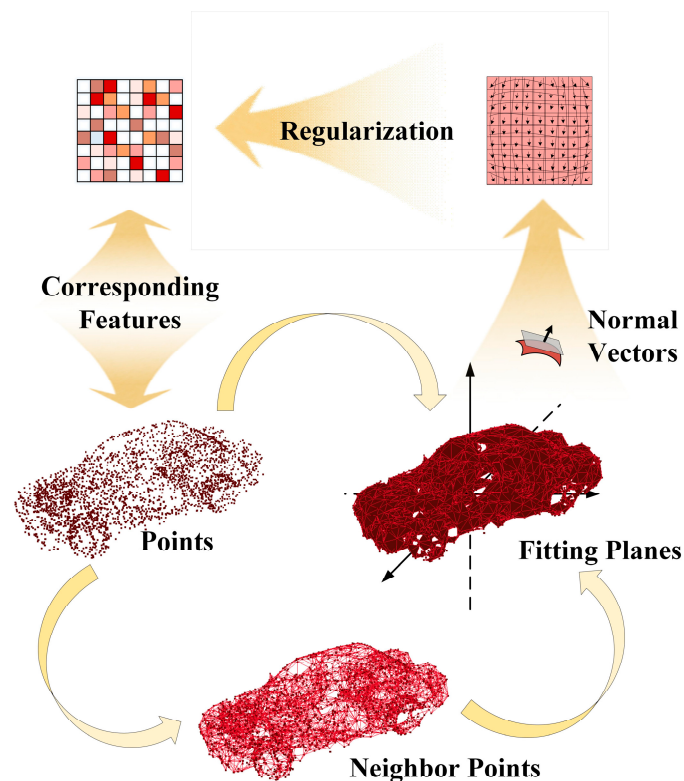 Regularization
Corresponding
Features
Normal
Vectors
Points
Fitting Planes
Neighbor Points